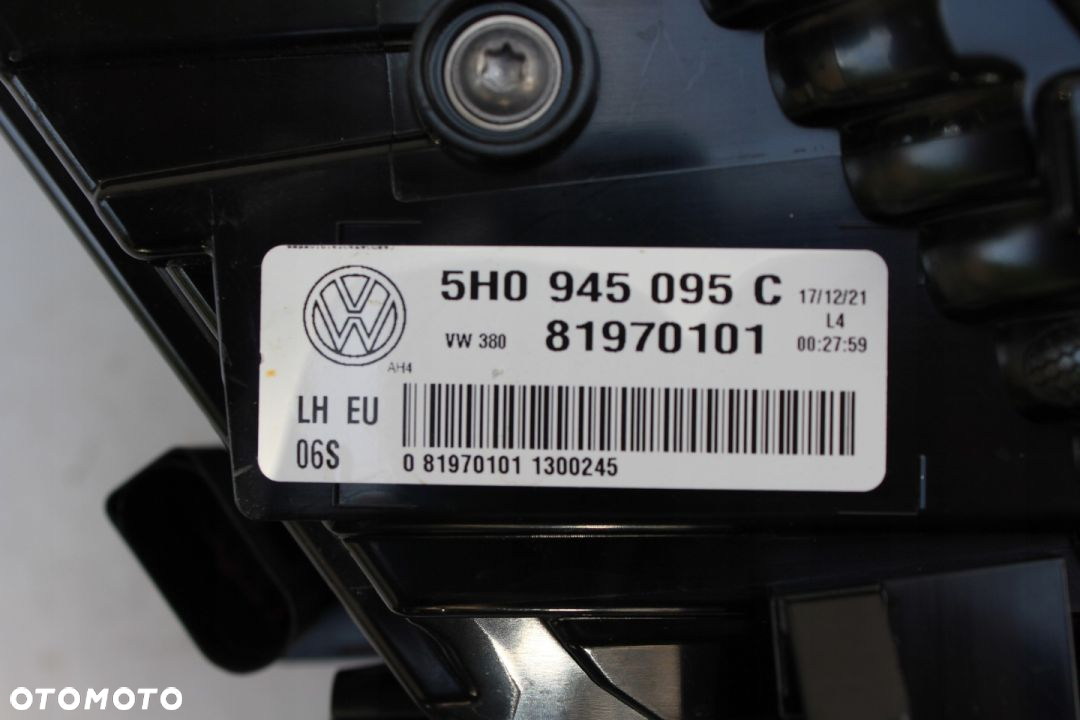 5H0 945 095 C 17/12/21
VW 380 81970101 L4
00:27:59
AH4
LH EU
06S
0 81970101 1300245
OTOMOTO